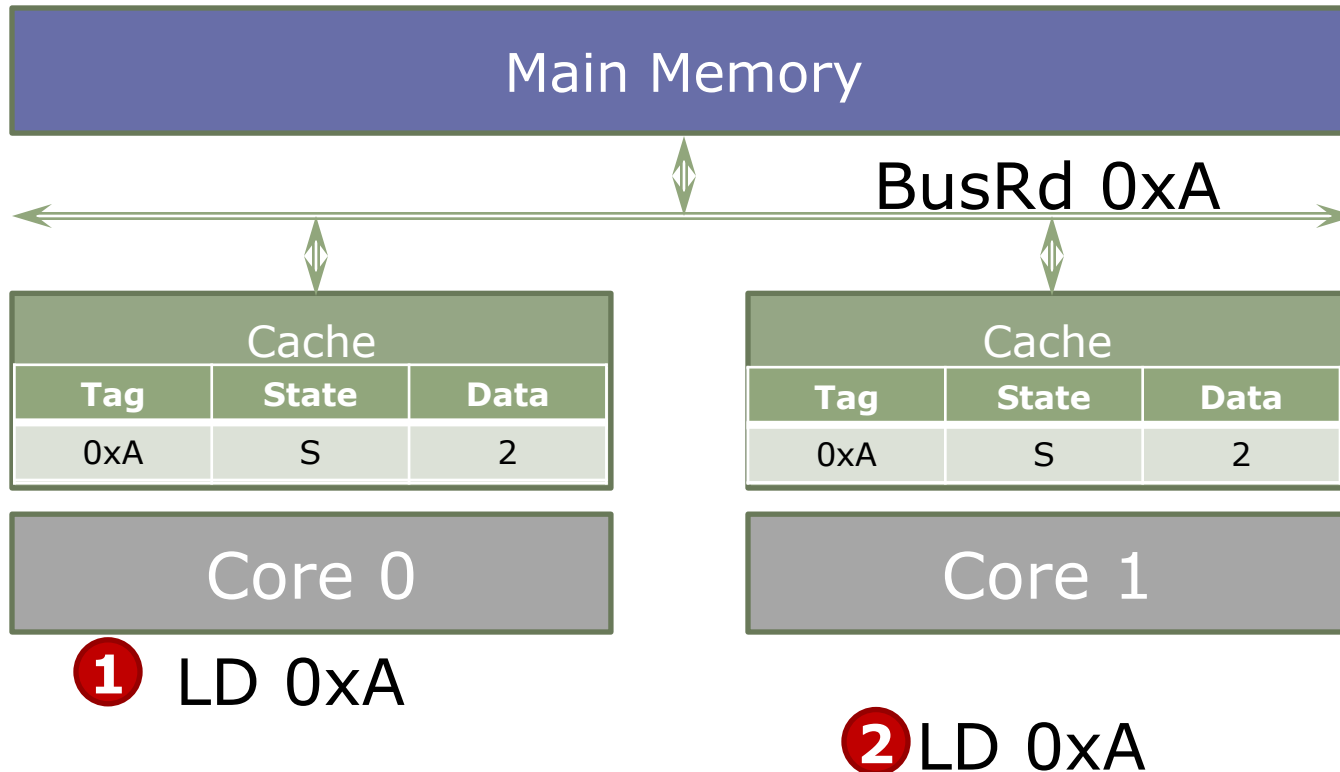 Main Memory
BusRd 0xA
Cache
Tag State Data
0xA S 2
Cache
Tag State Data
0xA S 2
Core 0
Core 1
1 LD 0xA
2 LD 0xA